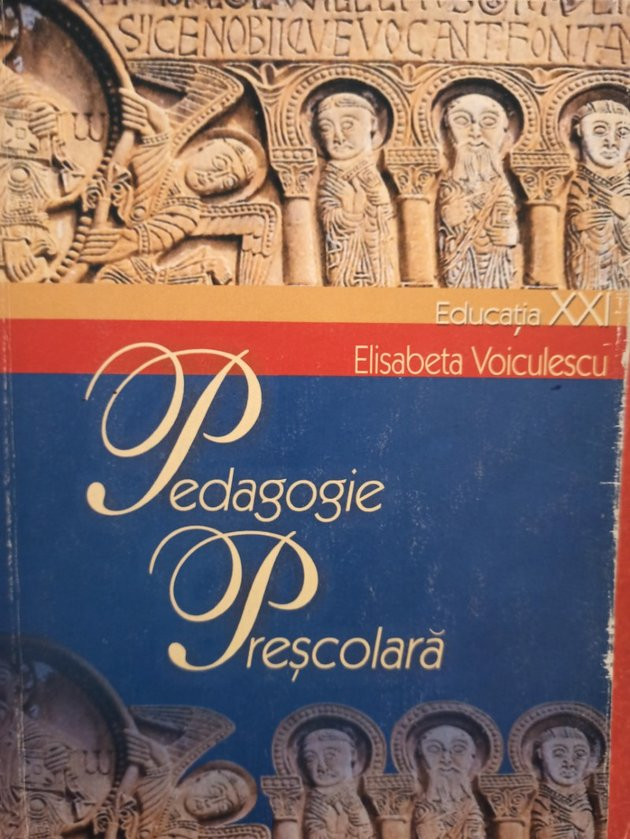 SICENOBIICVEVOCANTFONTA
Educația XXI
Elisabeta Voiculescu
Pedagogie
Preșcolară